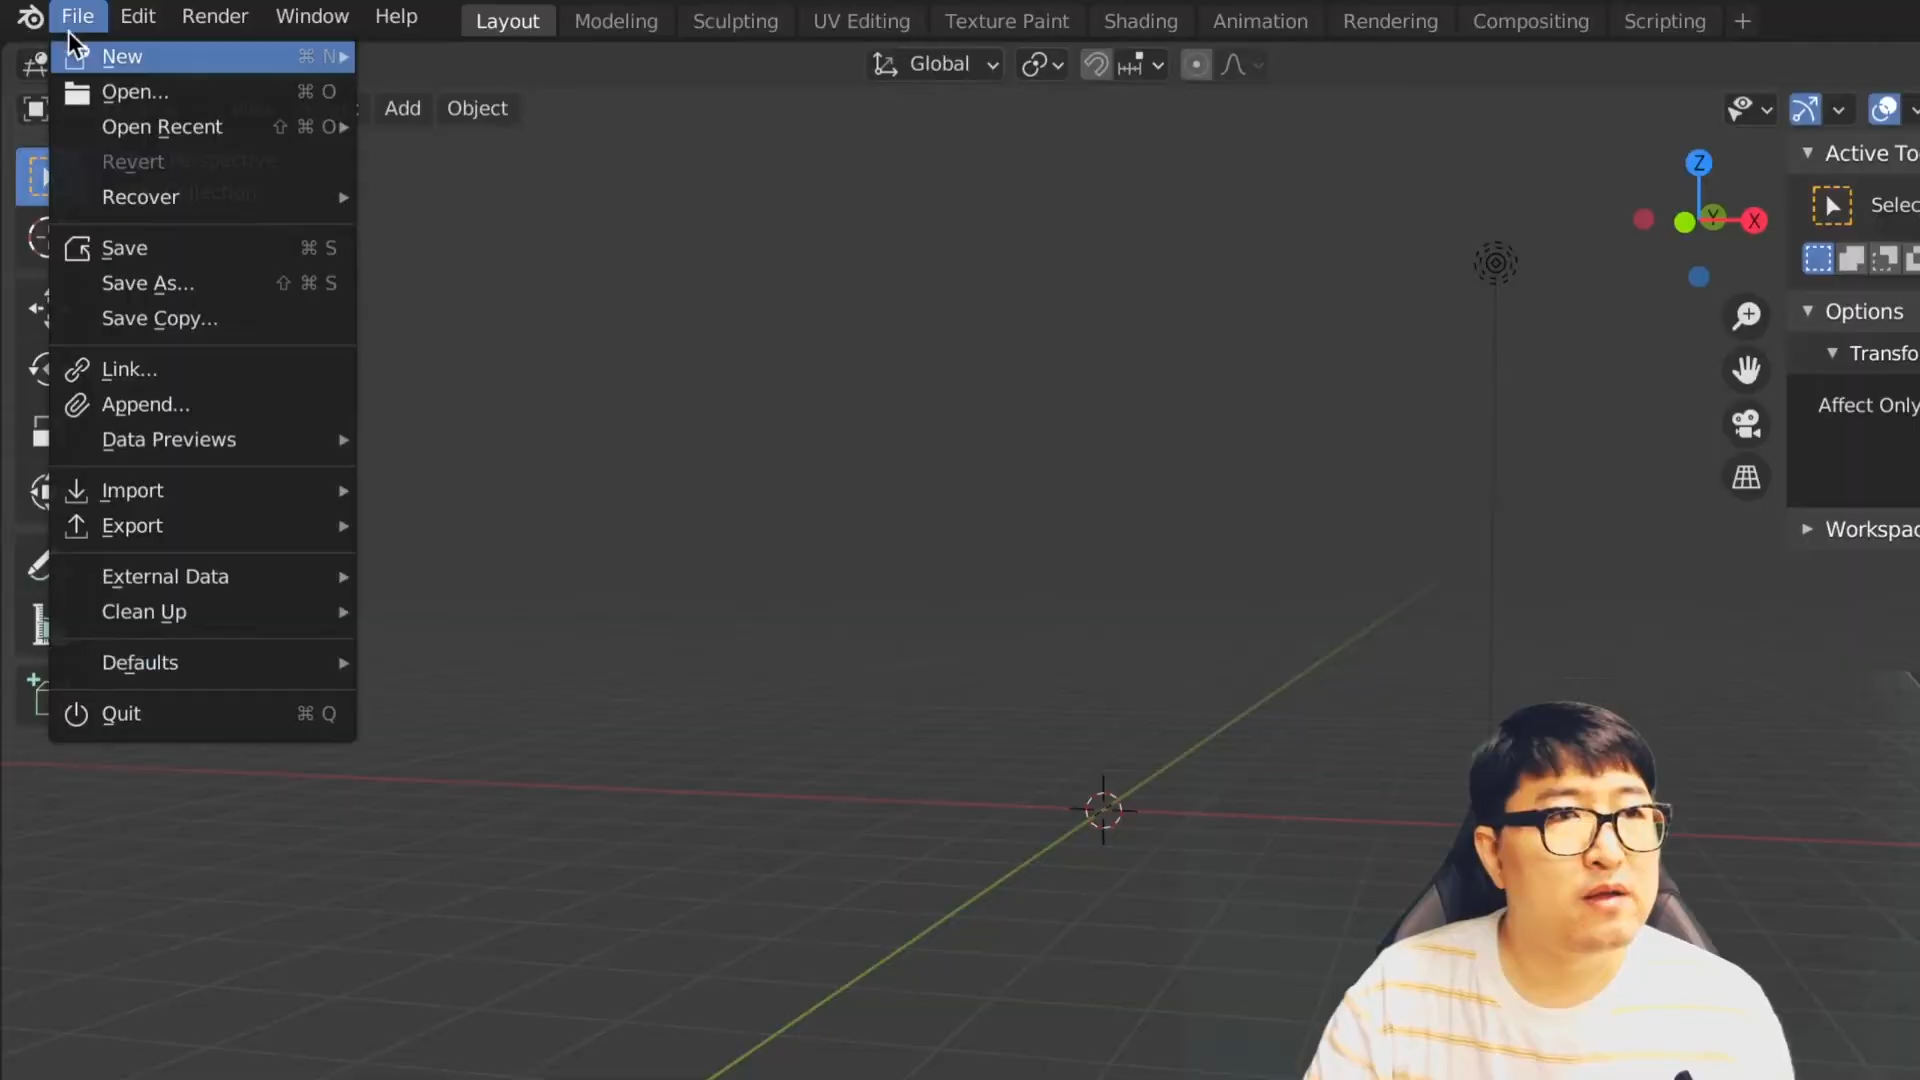 File Edit Render Window Help Layout Modeling Sculpting UV Editing Texture Paint Shading Animation Rendering Compositing Scripting +
New ⌘ N
Global
Open... ⌘ O
Add Object
Open Recent ⇧ ⌘ O
Revert
Perspective
Recover
Collection
Save ⌘ S
Save As... ⇧ ⌘ S
Save Copy...
Link...
Append...
Data Previews
Import
Export
External Data
Clean Up
Defaults
Quit ⌘ Q
Z
Y X
Active To
Selec
Options
Transfo
Affect Only
Workspac